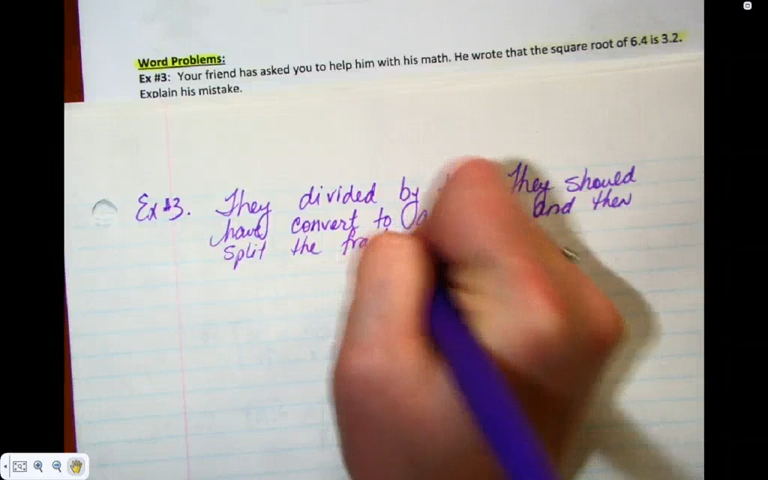 Word Problems:
Ex #3: Your friend has asked you to help him with his math. He wrote that the square root of 6.4 is 3.2.
Explain his mistake.
Ex #3. They divided by They should
have convert to a and then
split the